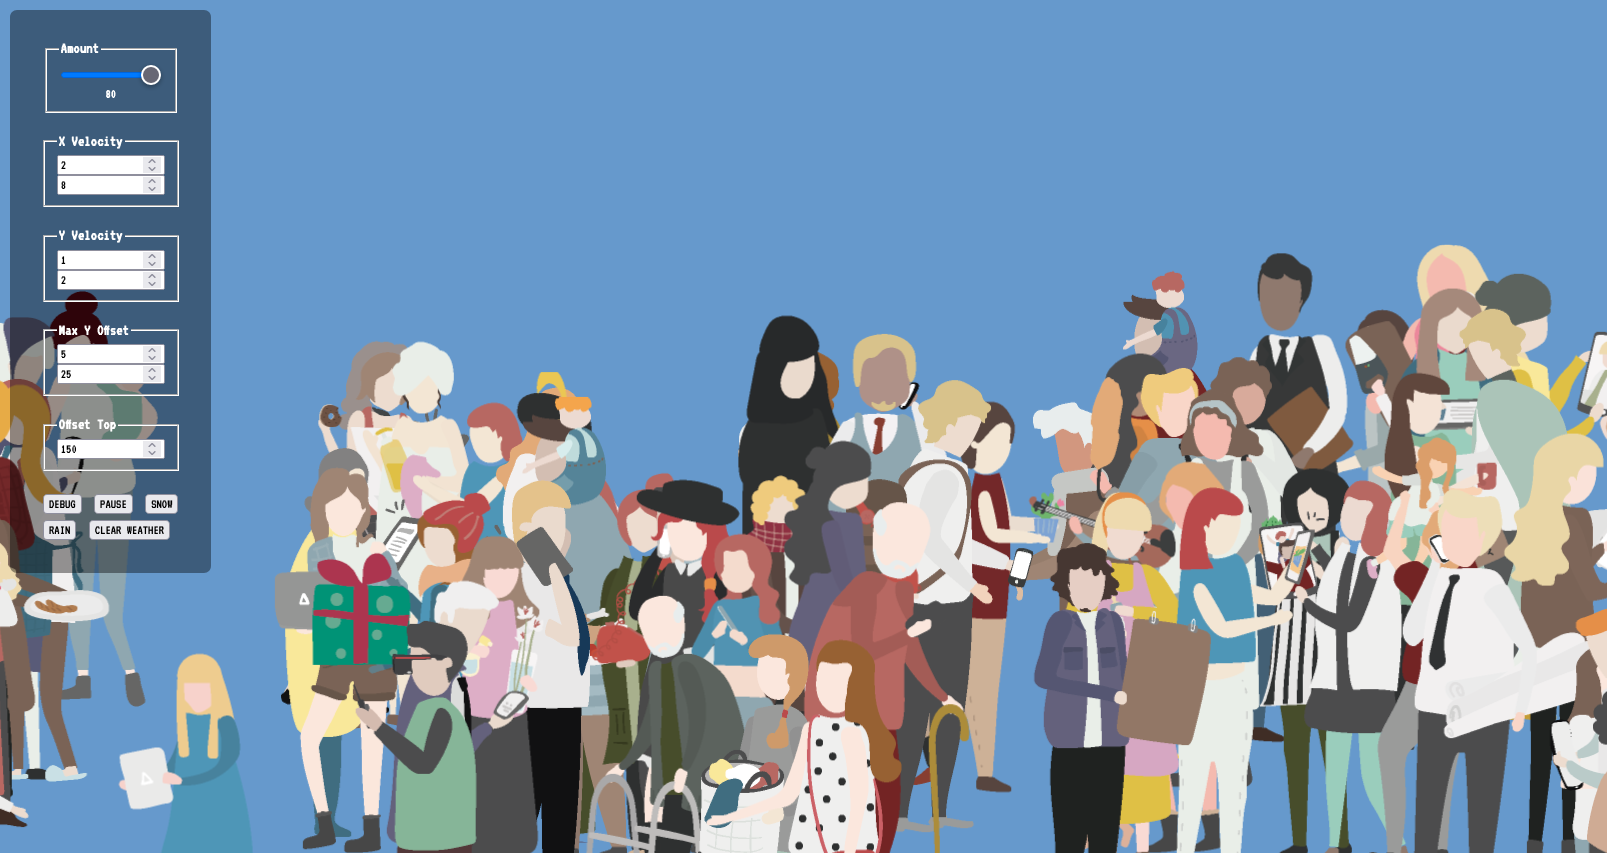 Amount
80
X Velocity
2
8
Y Velocity
1
2
Max Y Offset
5
25
Offset Top
150
DEBUG PAUSE SNOW
RAIN CLEAR WEATHER